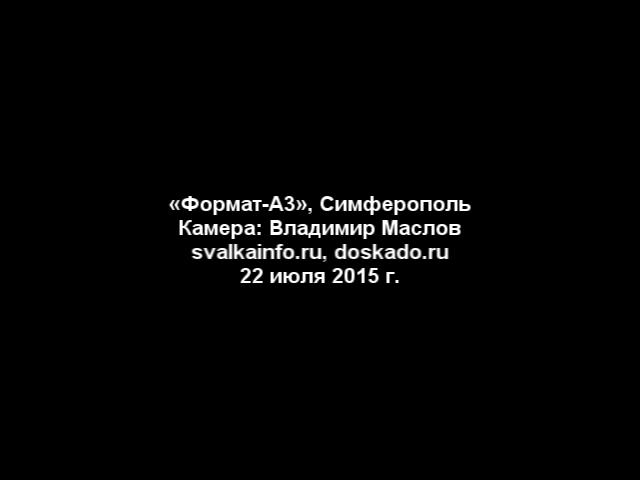 «Формат-А3», Симферополь
Камера: Владимир Маслов
svalkainfo.ru, doskado.ru
22 июля 2015 г.